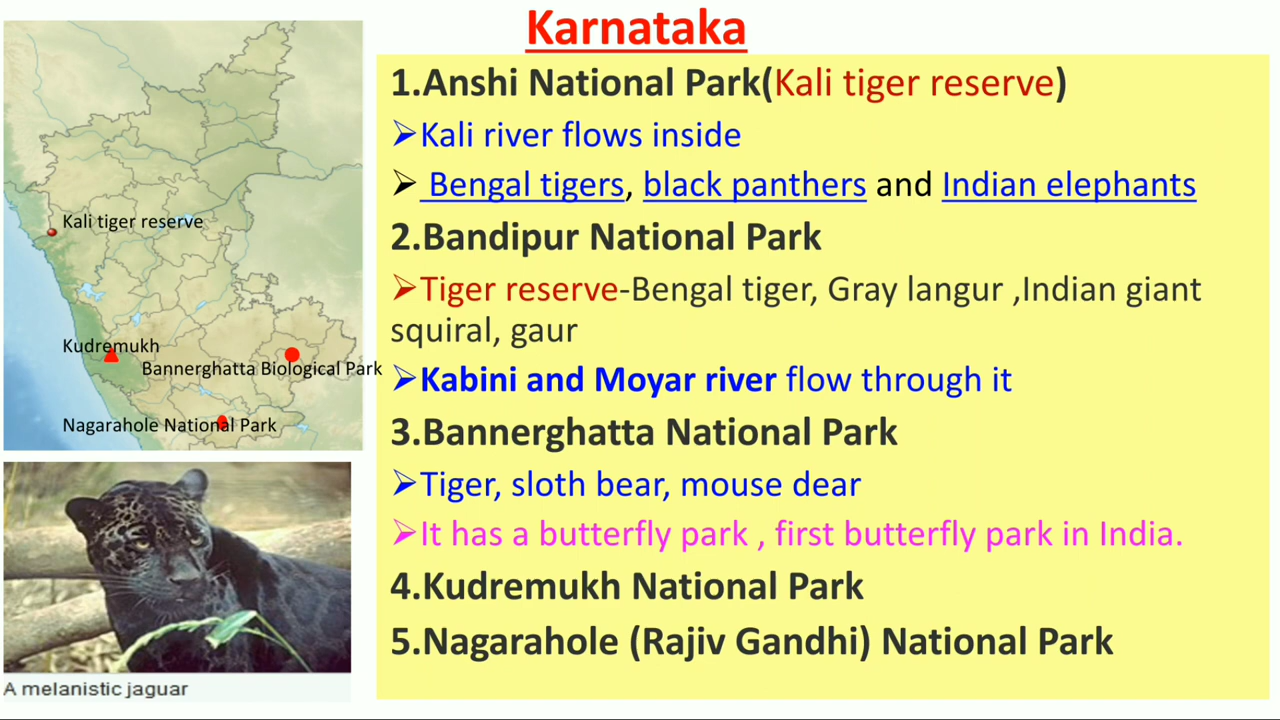 Karnataka
1.Anshi National Park(Kali tiger reserve)
➢Kali river flows inside
➢ Bengal tigers, black panthers and Indian elephants
2.Bandipur National Park
➢Tiger reserve-Bengal tiger, Gray langur ,Indian giant
squiral, gaur
➢Kabini and Moyar river flow through it
3.Bannerghatta National Park
➢Tiger, sloth bear, mouse dear
➢It has a butterfly park , first butterfly park in India.
4.Kudremukh National Park
5.Nagarahole (Rajiv Gandhi) National Park
Kali tiger reserve
Kudremukh
Bannerghatta Biological Park
Nagarahole National Park
A melanistic jaguar